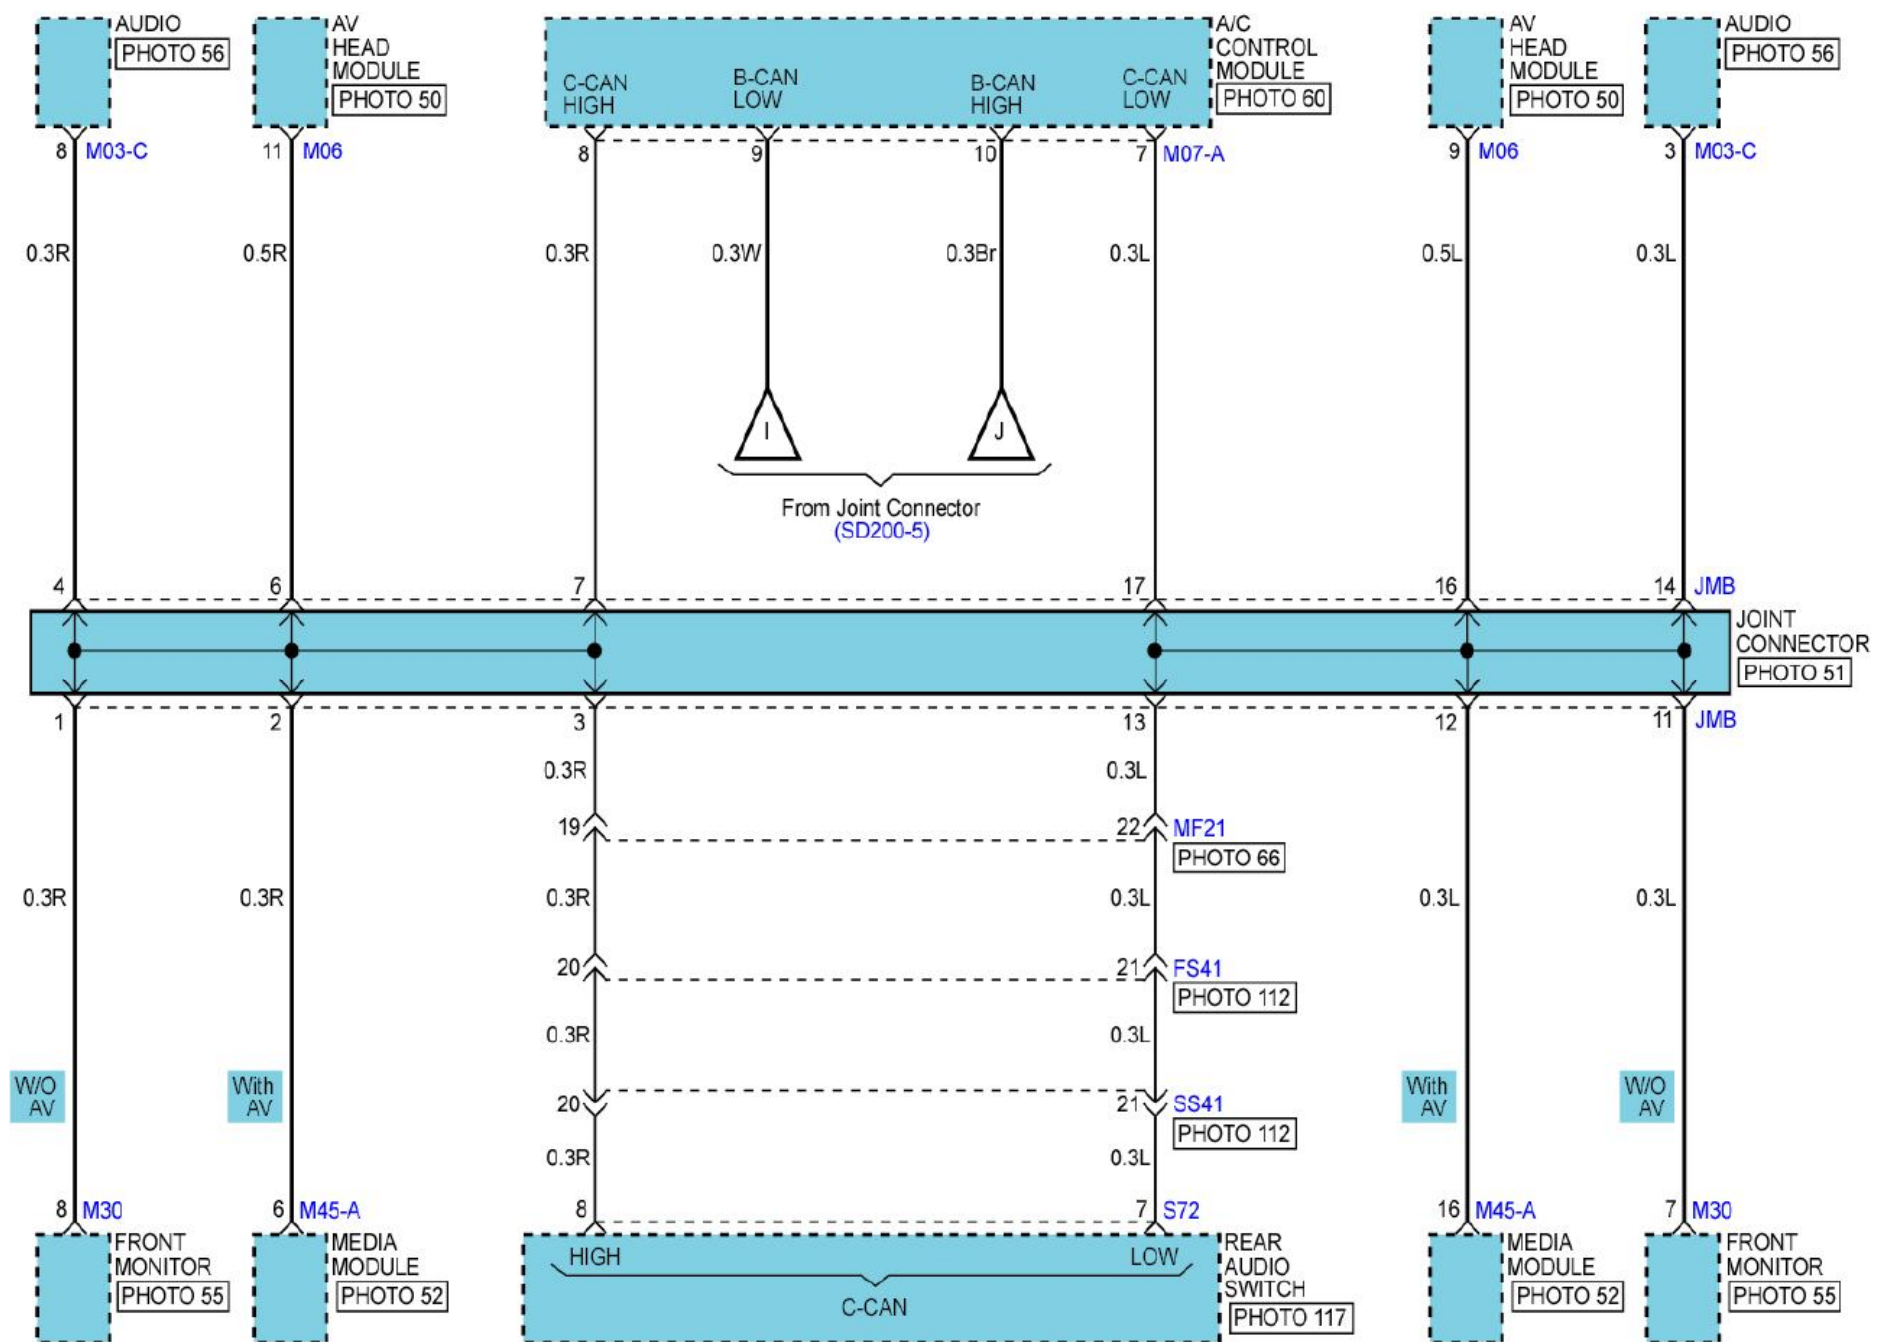 AUDIO
PHOTO 56
AV
HEAD
MODULE
PHOTO 50
C-CAN
HIGH
B-CAN
LOW
B-CAN
HIGH
C-CAN
LOW
A/C
CONTROL
MODULE
PHOTO 60
AV
HEAD
MODULE
PHOTO 50
AUDIO
PHOTO 56
8 M03-C
11 M06
8
9
10
7 M07-A
9 M06
3 M03-C
0.3R
0.5R
0.3R
0.3W
0.3Br
0.3L
0.5L
0.3L
I
J
From Joint Connector
(SD200-5)
4
6
7
17
16
14 JMB
JOINT
CONNECTOR
PHOTO 51
1
2
3
13
12
11 JMB
0.3R
0.3L
19
22 MF21
PHOTO 66
0.3R
0.3R
0.3R
0.3L
0.3L
0.3L
20
21 FS41
PHOTO 112
0.3R
0.3L
W/O
AV
With
AV
20
21 SS41
PHOTO 112
With
AV
W/O
AV
0.3R
0.3L
8 M30
6 M45-A
8
7 S72
16 M45-A
7 M30
FRONT
MONITOR
PHOTO 55
MEDIA
MODULE
PHOTO 52
HIGH
LOW
C-CAN
REAR
AUDIO
SWITCH
PHOTO 117
MEDIA
MODULE
PHOTO 52
FRONT
MONITOR
PHOTO 55